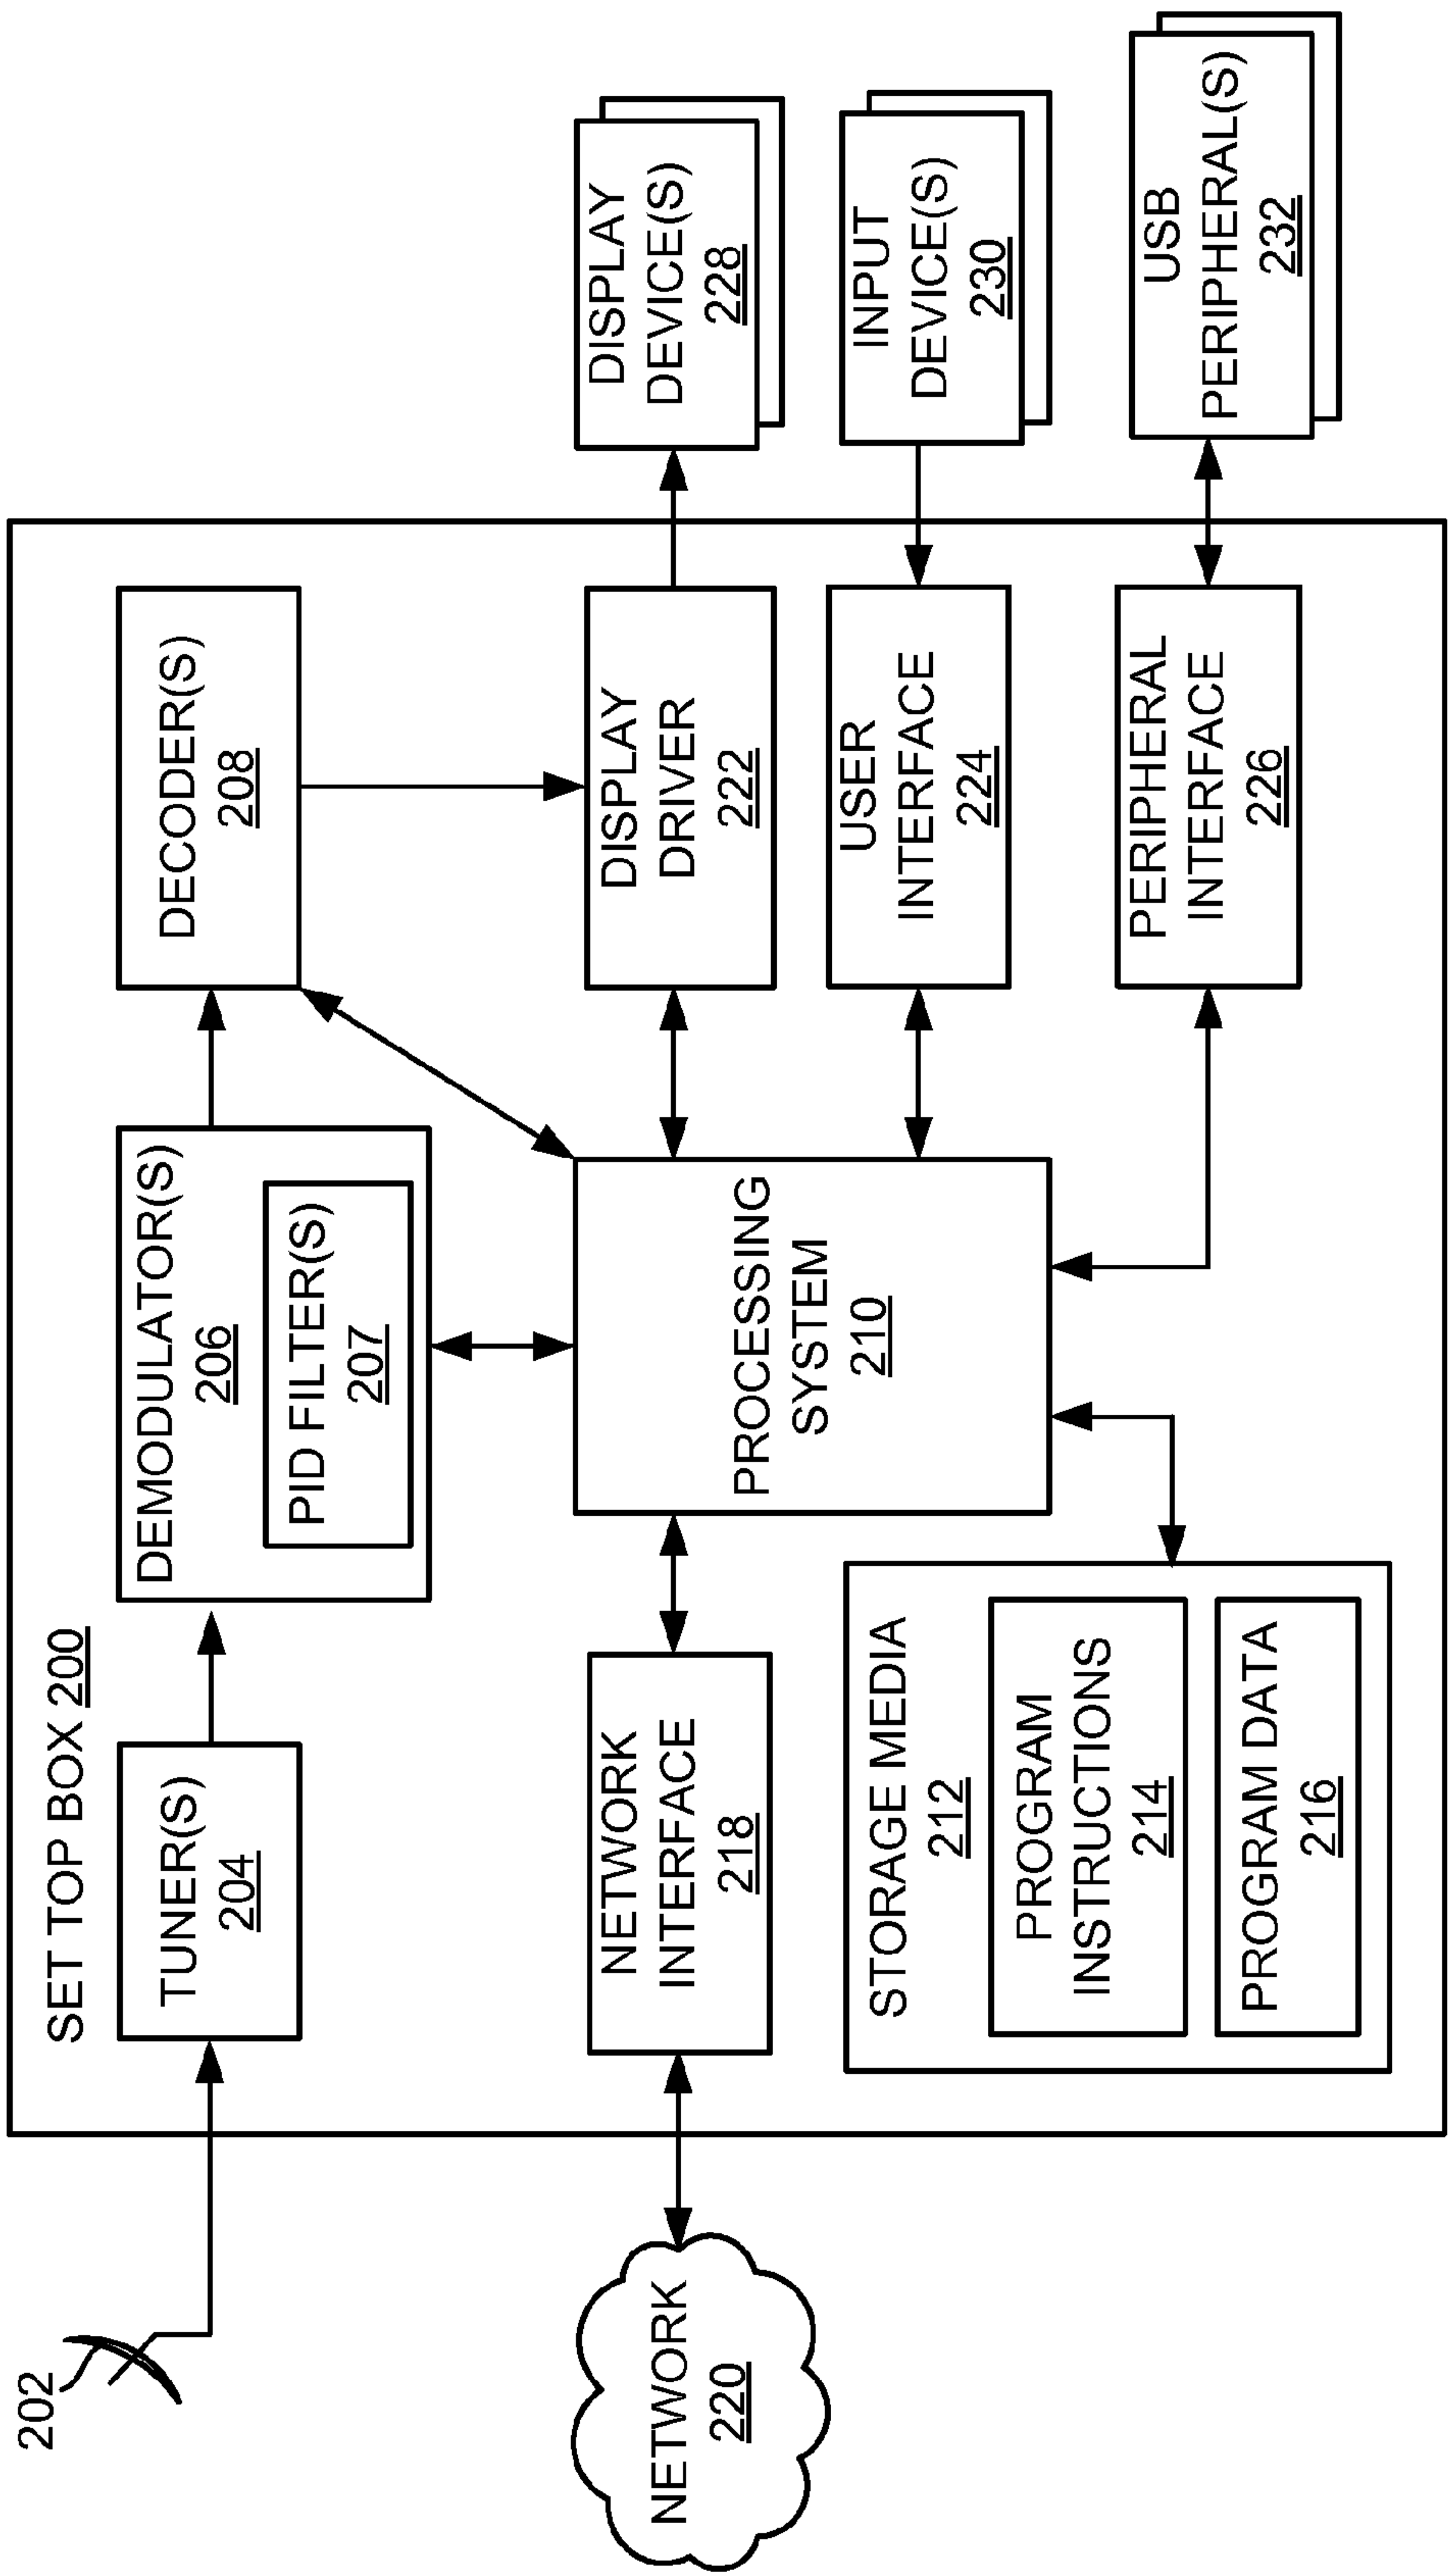 202
SET TOP BOX 200
TUNER(S)
204
DEMODULATOR(S)
206
PID FILTER(S)
207
DECODER(S)
208
NETWORK
220
NETWORK
INTERFACE
218
PROCESSING
SYSTEM
210
DISPLAY
DRIVER
222
DISPLAY
DEVICE(S)
228
USER
INTERFACE
224
INPUT
DEVICE(S)
230
STORAGE MEDIA
212
PROGRAM
INSTRUCTIONS
214
PROGRAM DATA
216
PERIPHERAL
INTERFACE
226
USB
PERIPHERAL(S)
232